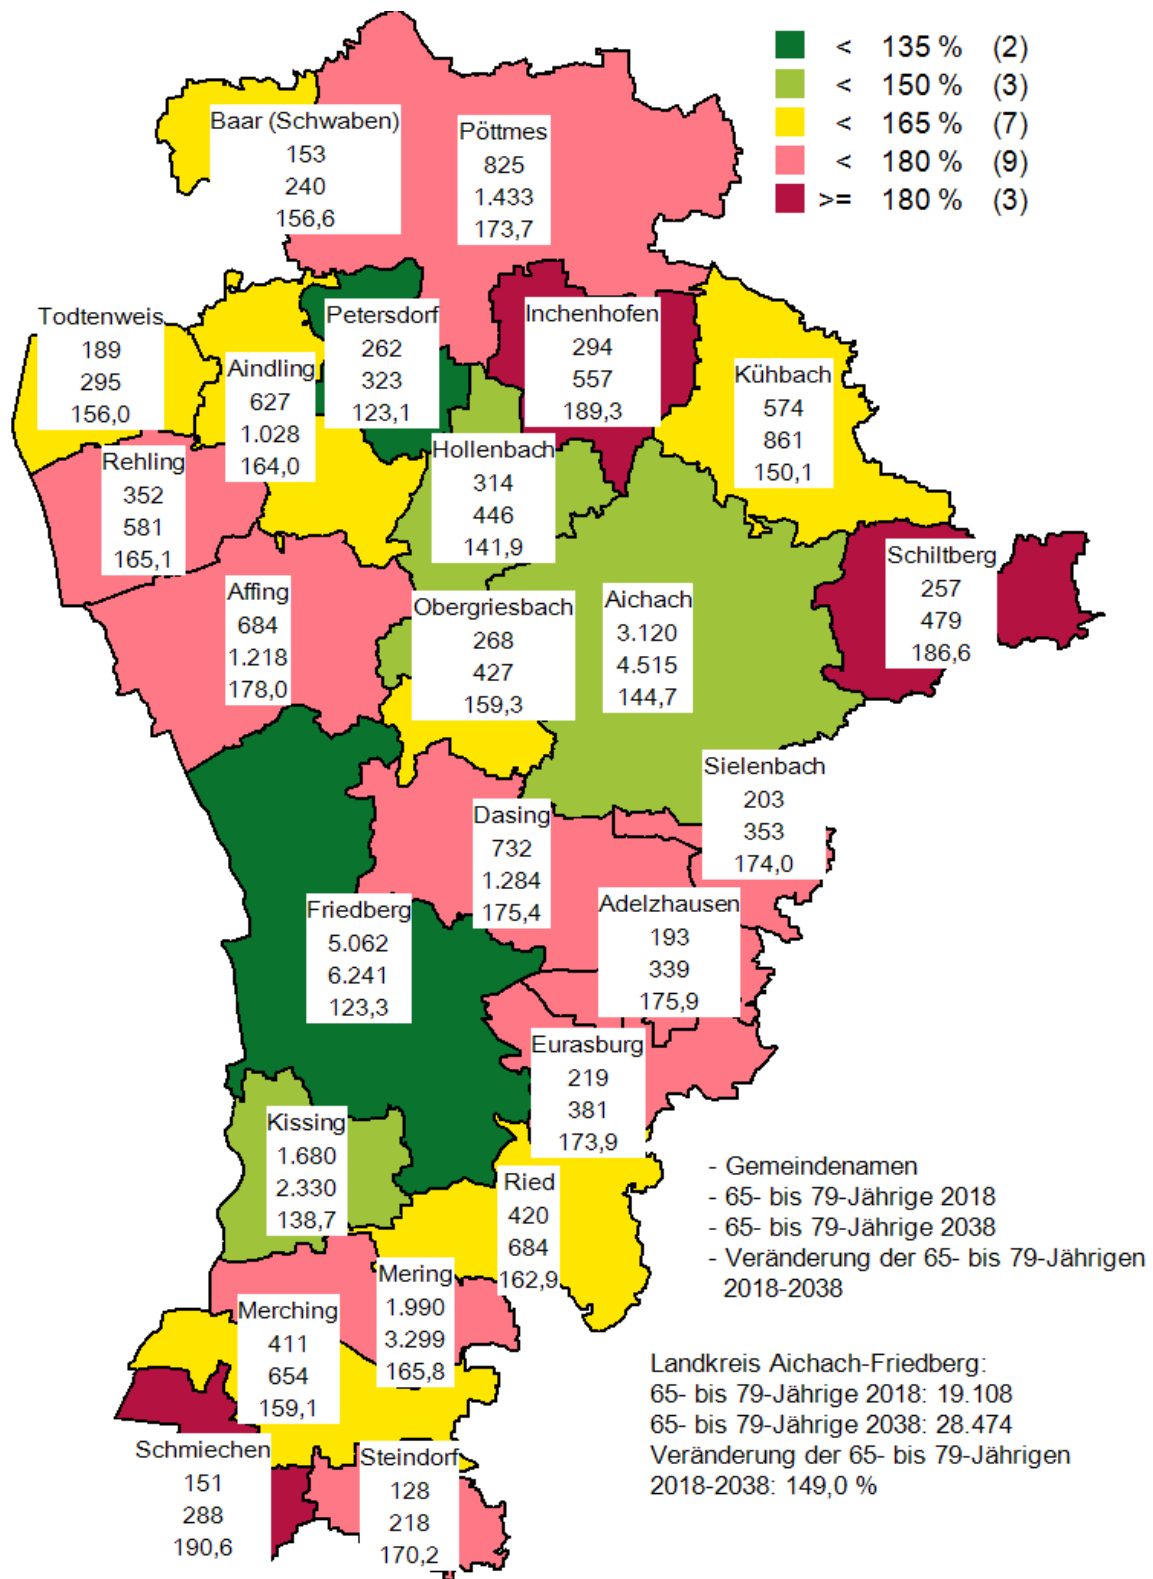 < 135 % (2)
< 150 % (3)
< 165 % (7)
< 180 % (9)
>= 180 % (3)
Baar (Schwaben)
153
240
156,6
Pöttmes
825
1.433
173,7
Todtenweis
189
295
156,0
Aindling
627
1.028
164,0
Petersdorf
262
323
123,1
Inchenhofen
294
557
189,3
Kühbach
574
861
150,1
Rehling
352
581
165,1
Hollenbach
314
446
141,9
Schiltberg
257
479
186,6
Affing
684
1.218
178,0
Obergriesbach
268
427
159,3
Aichach
3.120
4.515
144,7
Sielenbach
203
353
174,0
Dasing
732
1.284
175,4
Friedberg
5.062
6.241
123,3
Adelzhausen
193
339
175,9
Eurasburg
219
381
173,9
Kissing
1.680
2.330
138,7
Ried
420
684
162,9
Mering
1.990
3.299
165,8
Merching
411
654
159,1
Schmiechen
151
288
190,6
Steindorf
128
218
170,2
- Gemeindenamen
- 65- bis 79-Jährige 2018
- 65- bis 79-Jährige 2038
- Veränderung der 65- bis 79-Jährigen
2018-2038
Landkreis Aichach-Friedberg:
65- bis 79-Jährige 2018: 19.108
65- bis 79-Jährige 2038: 28.474
Veränderung der 65- bis 79-Jährigen
2018-2038: 149,0 %